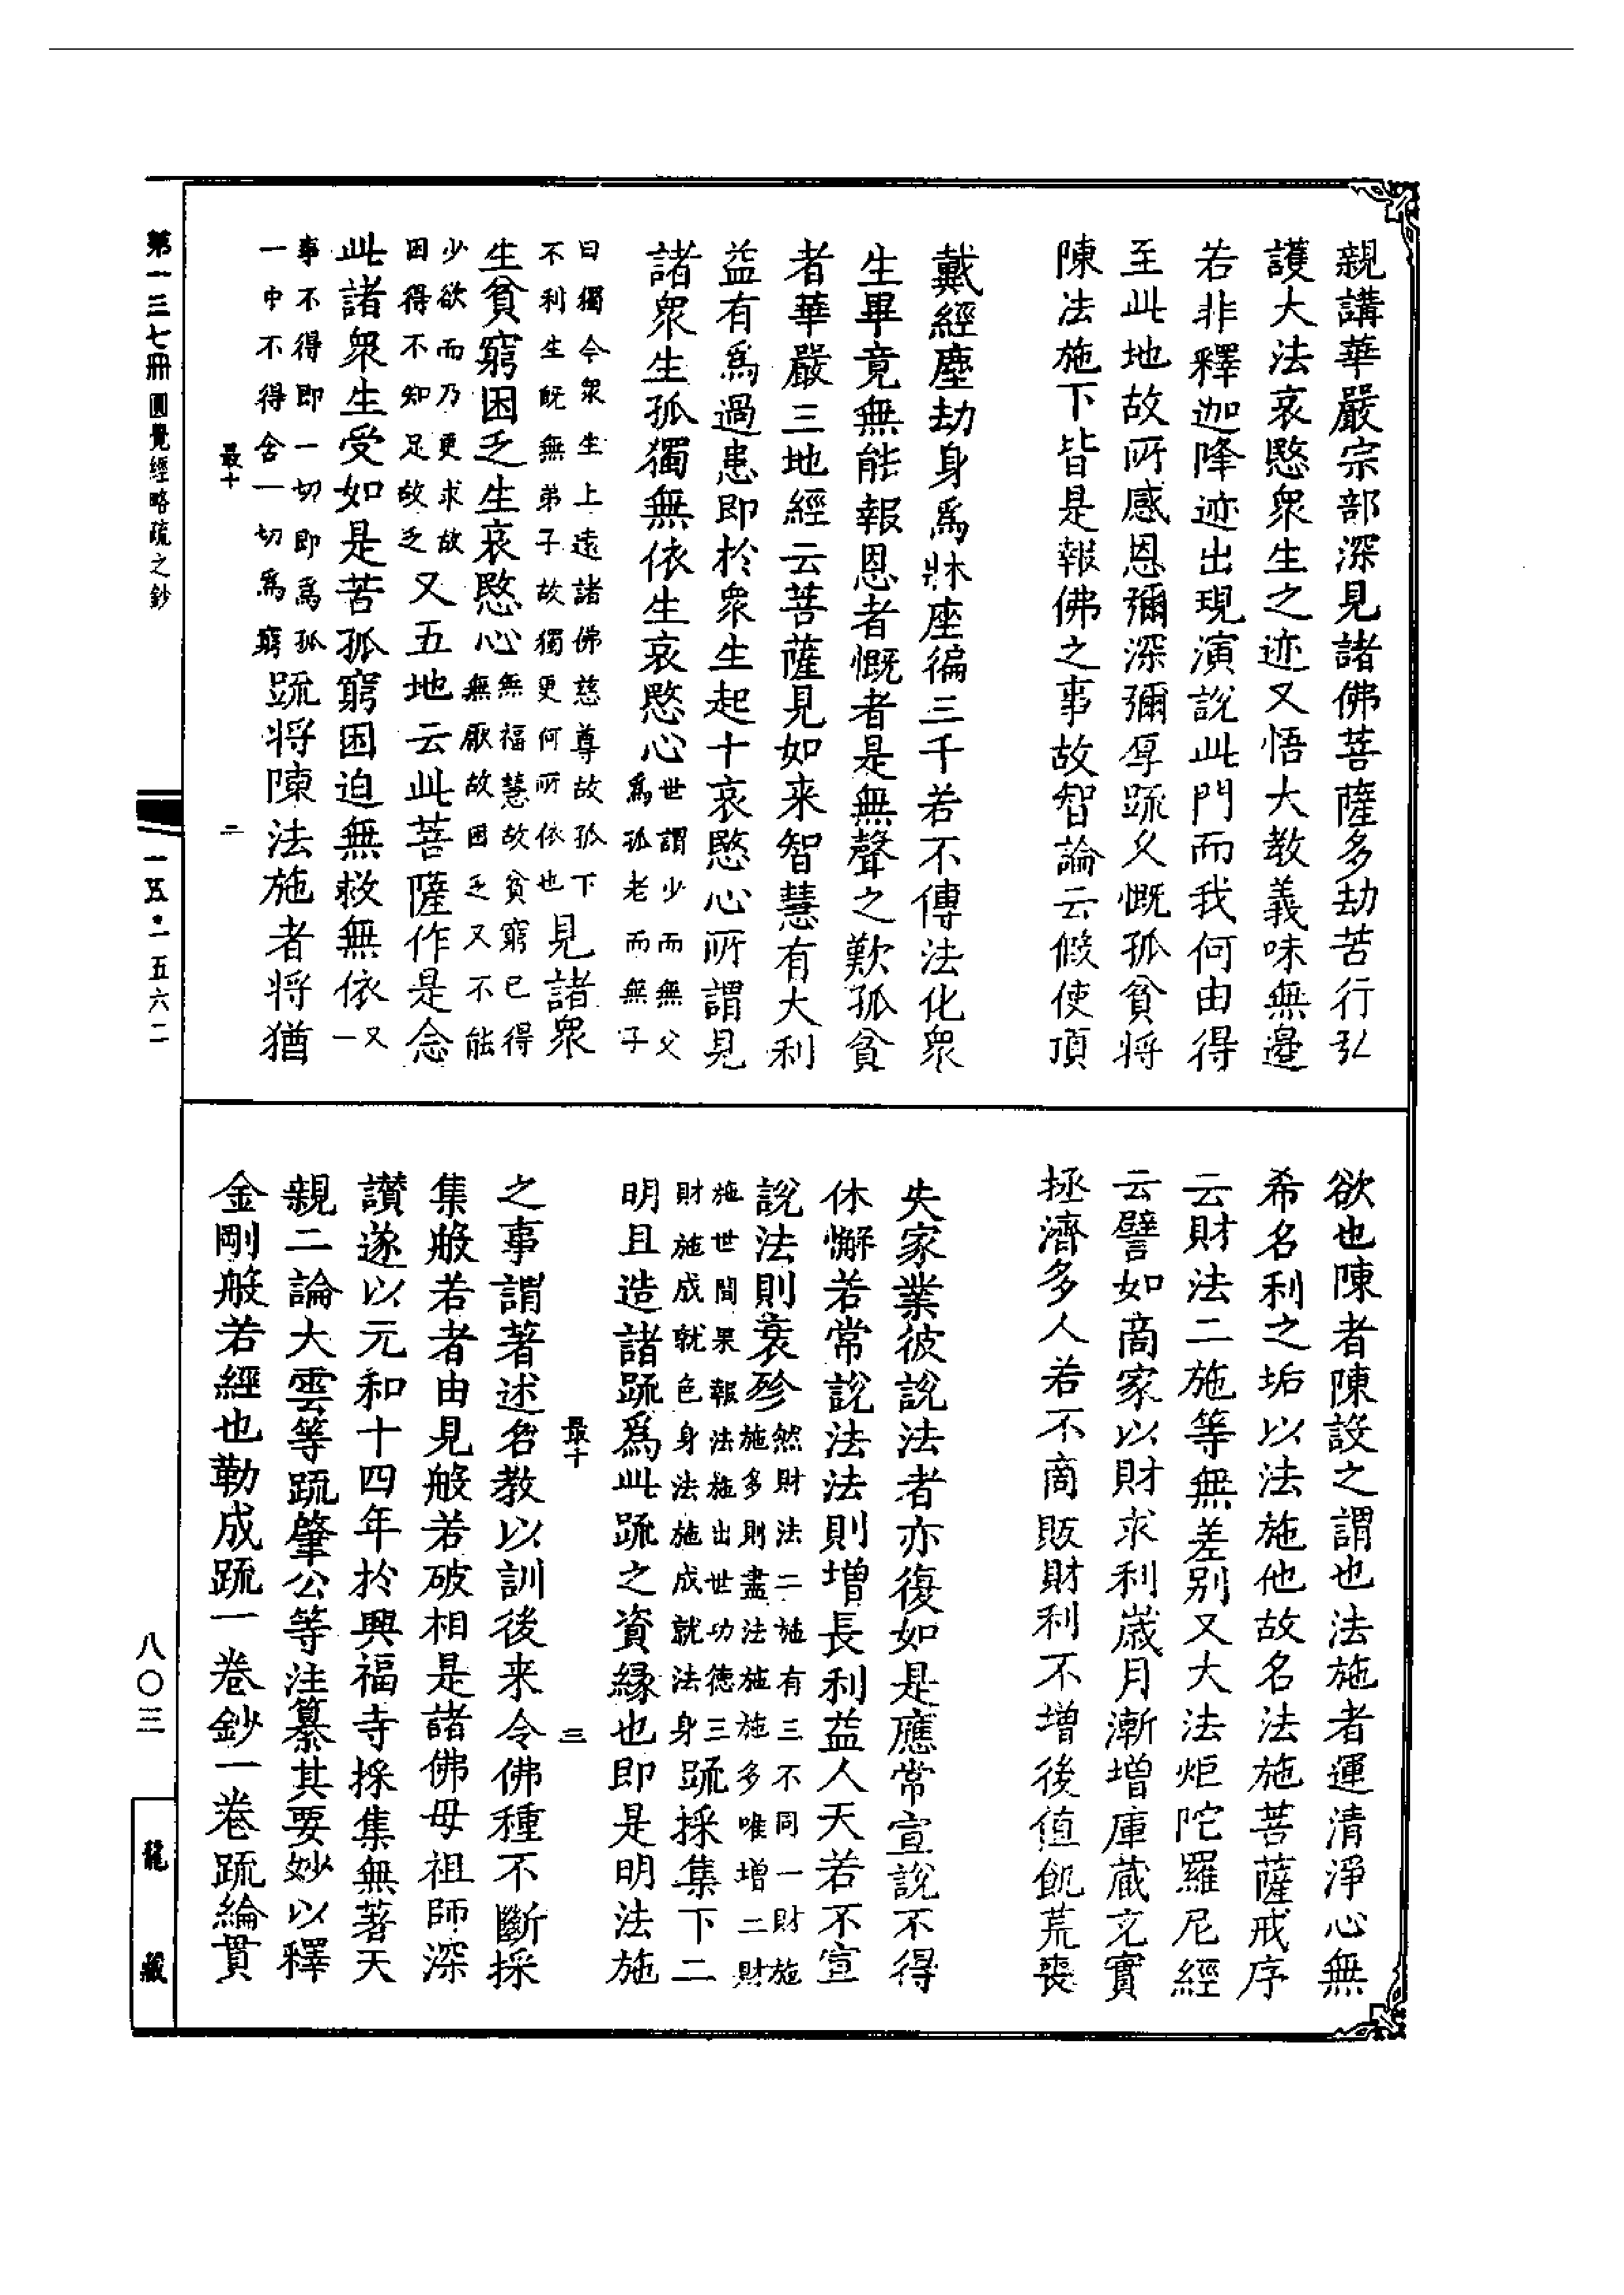 親講華嚴宗部深見諸佛菩薩多劫苦行弘
護大法哀愍衆生之迹又悟大教義味無邊
若非釋迦降迹出現演說此門而我何由得
至此地故所感恩彌深彌厚䟽久慨孤貧將
陳法施下皆是報佛之事故智論云假使頂
戴經塵劫身爲牀座徧三千若不傳法化衆
生畢竟無能報恩者慨者是無聲之歎孤貧
者華嚴三地經云菩薩見如来智慧有大利
益有爲過患即於衆生起十哀愍心所謂見
諸衆生孤獨無依生哀愍心世謂少而無父
爲孤老而無子
曰獨今衆生上遠諸佛慈尊故孤下
不利生既無弟子故獨更何所依也見諸衆
生貧窮困乏生哀愍心無福慧故貧窮已得
無厭故困乏又不能
少欲而乃更求故
困得不知足故乏又五地云此菩薩作是念
此諸衆生受如是苦孤窮困迫無救無依又
一
事不得即一切即爲孤
一中不得舍一切爲窮䟽將陳法施者將猶
最十
二
欲也陳者陳設之謂也法施者運清淨心無
希名利之垢以法施他故名法施菩薩戒序
云財法二施等無差别又大法炬陀羅尼經
云譬如商家以財求利歲月漸增庫藏充實
拯濟多人若不商販財利不增後值飢荒喪
失家業彼說法者亦復如是應常宣說不得
休懈若常說法法則增長利益人天若不宣
說法則衰殄然財法二施有三不同一財施
施多則盡法施施多唯增二財
施世間果報法施出世功德三
財施成就色身法施成就法身䟽採集下二
明且造諸䟽爲此䟽之資緣也即是明法施
最十
三
之事謂著述名教以訓後来令佛種不斷採
集般若者由見般若破相是諸佛母祖師深
讃遂以元和十四年於興福寺採集無著天
親二論大雲等䟽肇公等注纂其要妙以釋
金剛般若經也勒成䟽一卷鈔一卷䟽綸貫
第一三七冊
圓覺經略疏之鈔
一五五·二五六二
八〇三
龍藏